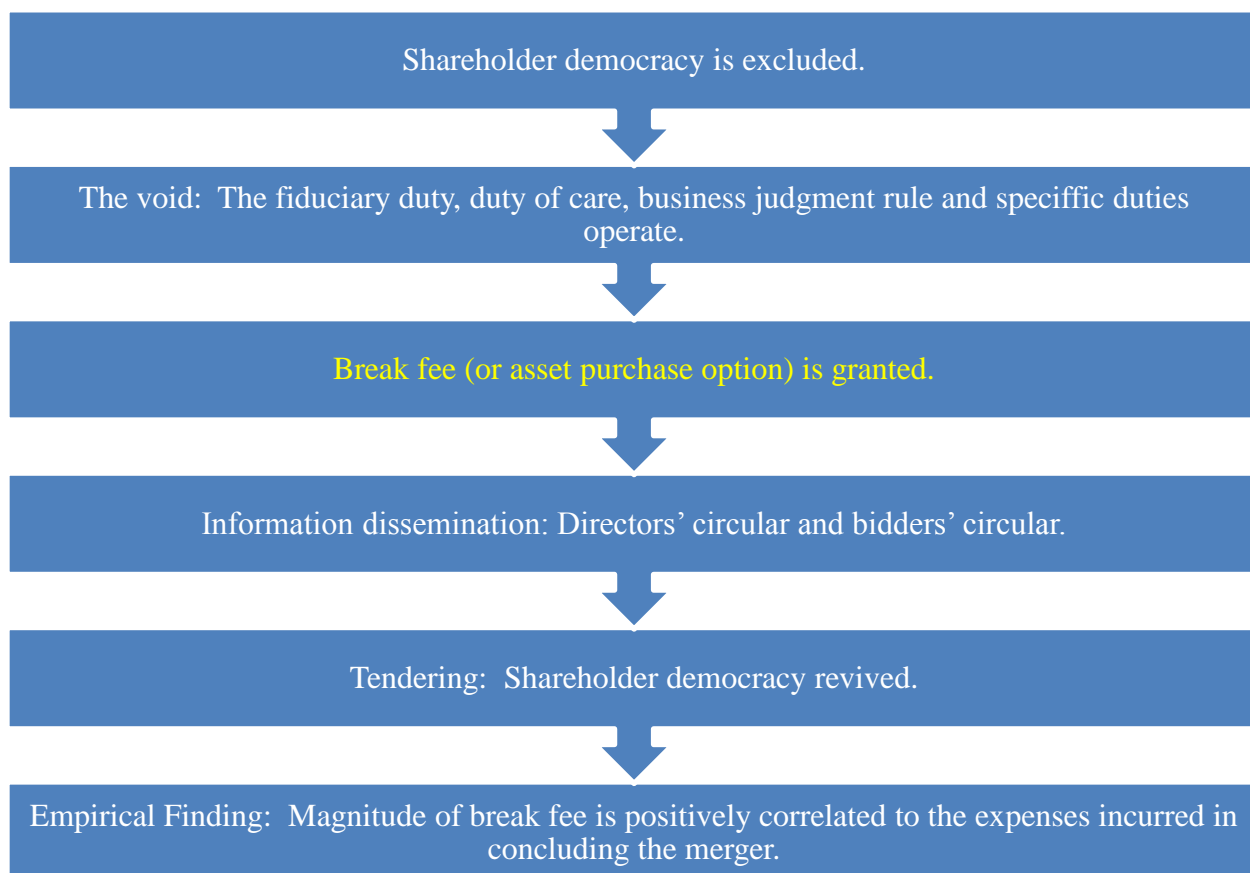 Shareholder democracy is excluded.
The void:  The fiduciary duty, duty of care, business judgment rule and speciffic duties
operate.
Break fee (or asset purchase option) is granted.
Information dissemination: Directors’ circular and bidders’ circular.
Tendering:  Shareholder democracy revived.
Empirical Finding:  Magnitude of break fee is positively correlated to the expenses incurred in
concluding the merger.